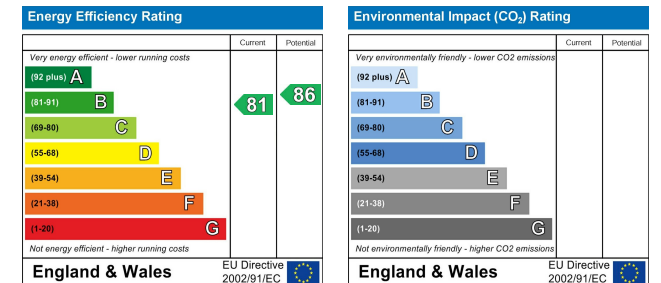 Energy Efficiency Rating
Current Potential
Very energy efficient - lower running costs
(92 plus) A
(81-91) B
(69-80) C
(55-68) D
(39-54) E
(21-38) F
(1-20) G
81
86
Not energy efficient - higher running costs
England & Wales
EU Directive
2002/91/EC
Environmental Impact (CO₂) Rating
Current Potential
Very environmentally friendly - lower CO2 emissions
(92 plus) A
(81-91) B
(69-80) C
(55-68) D
(39-54) E
(21-38) F
(1-20) G
Not environmentally friendly - higher CO2 emissions
England & Wales
EU Directive
2002/91/EC